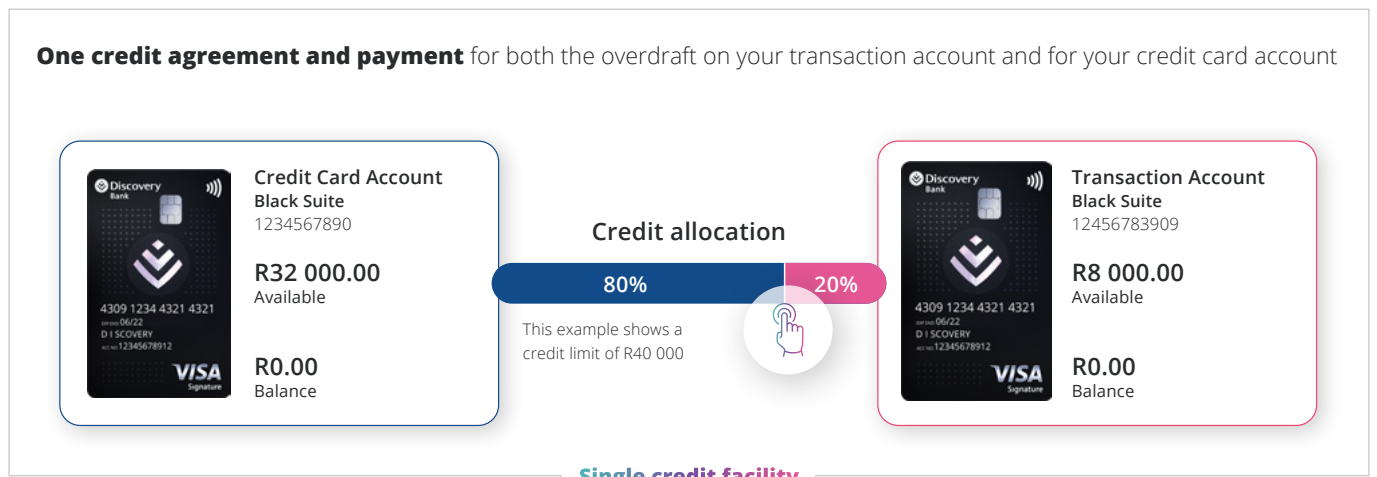 One credit agreement and payment for both the overdraft on your transaction account and for your credit card account
Discovery
Bank
4309 1234 4321 4321
06/22
D I SCOVERY
12345678912
VISA
Signature
Credit Card Account
Black Suite
1234567890
R32 000.00
Available
R0.00
Balance
Credit allocation
80%
20%
This example shows a
credit limit of R40 000
Discovery
Bank
4309 1234 4321 4321
06/22
D I SCOVERY
12345678912
VISA
Signature
Transaction Account
Black Suite
12456783909
R8 000.00
Available
R0.00
Balance
Single credit facility